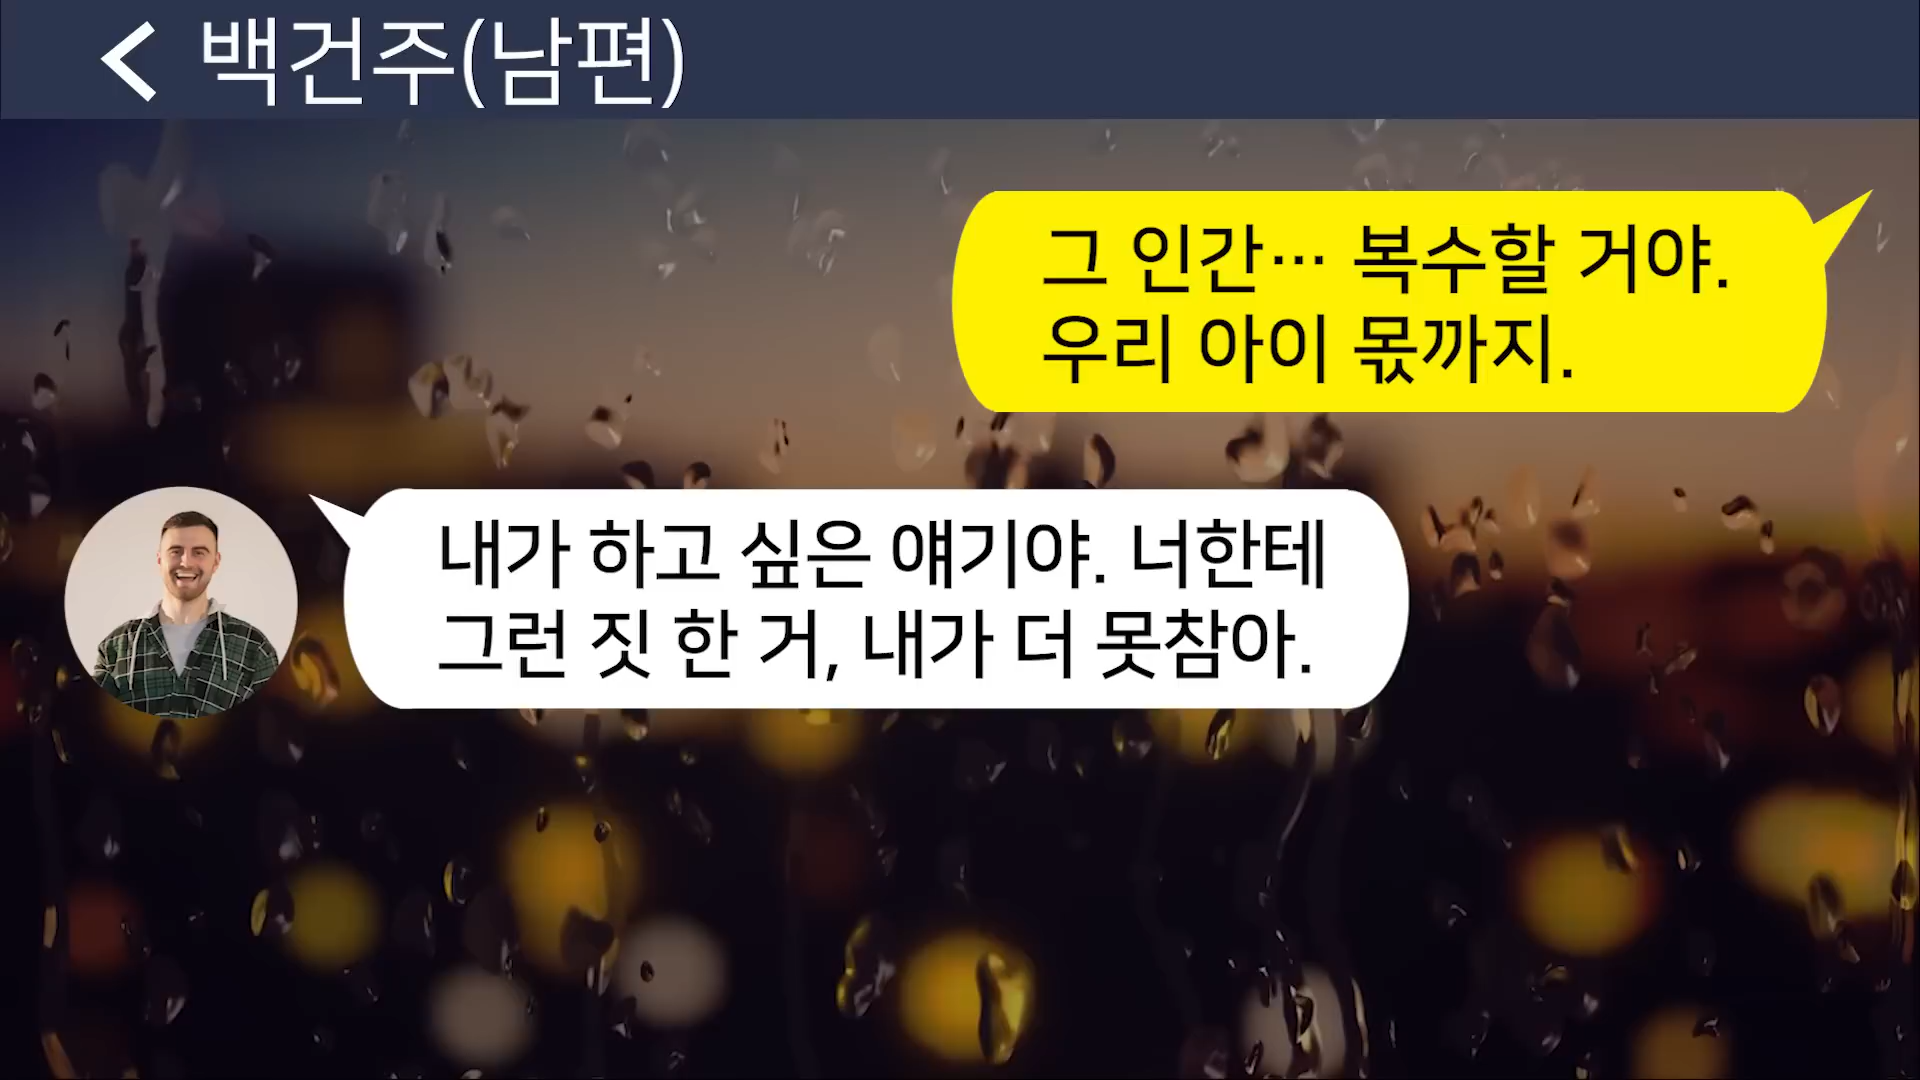 백건주(남편)
그 인간… 복수할 거야.
우리 아이 몫까지.
내가 하고 싶은 얘기야. 너한테
그런 짓 한 거, 내가 더 못참아.